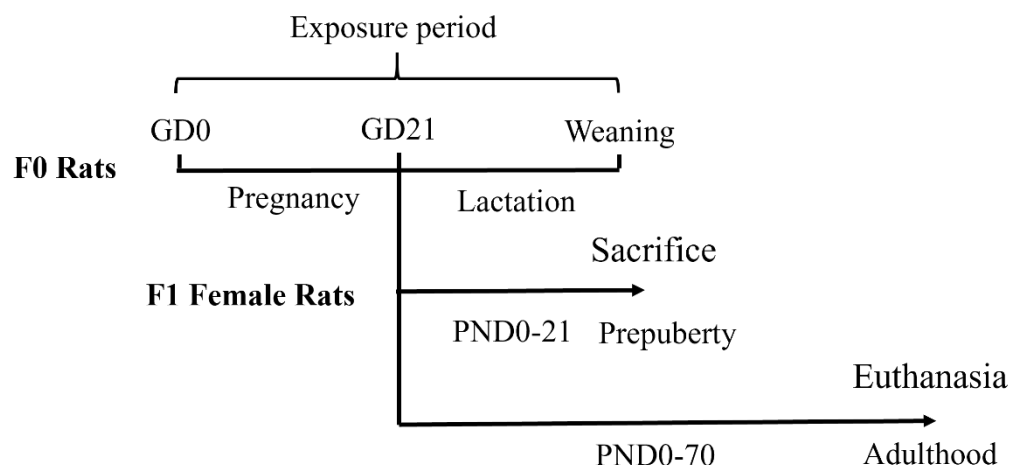 Exposure period
GD0 GD21 Weaning
F0 Rats
Pregnancy Lactation
Sacrifice
F1 Female Rats
PND0-21 Prepuberty
Euthanasia
PND0-70 Adulthood